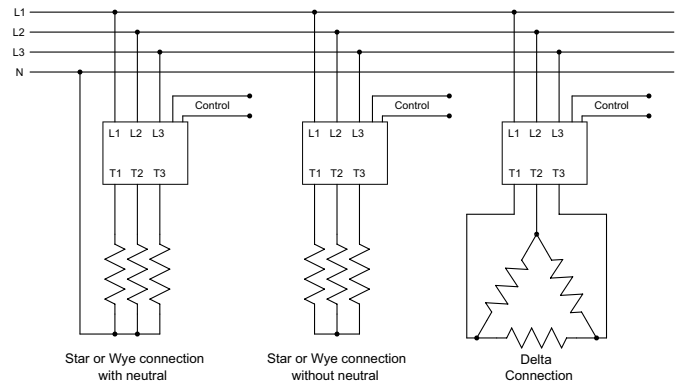 L1
L2
L3
N
Control
Control
Control
L1 L2 L3
L1 L2 L3
L1 L2 L3
T1 T2 T3
T1 T2 T3
T1 T2 T3
Star or Wye connection
with neutral
Star or Wye connection
without neutral
Delta
Connection